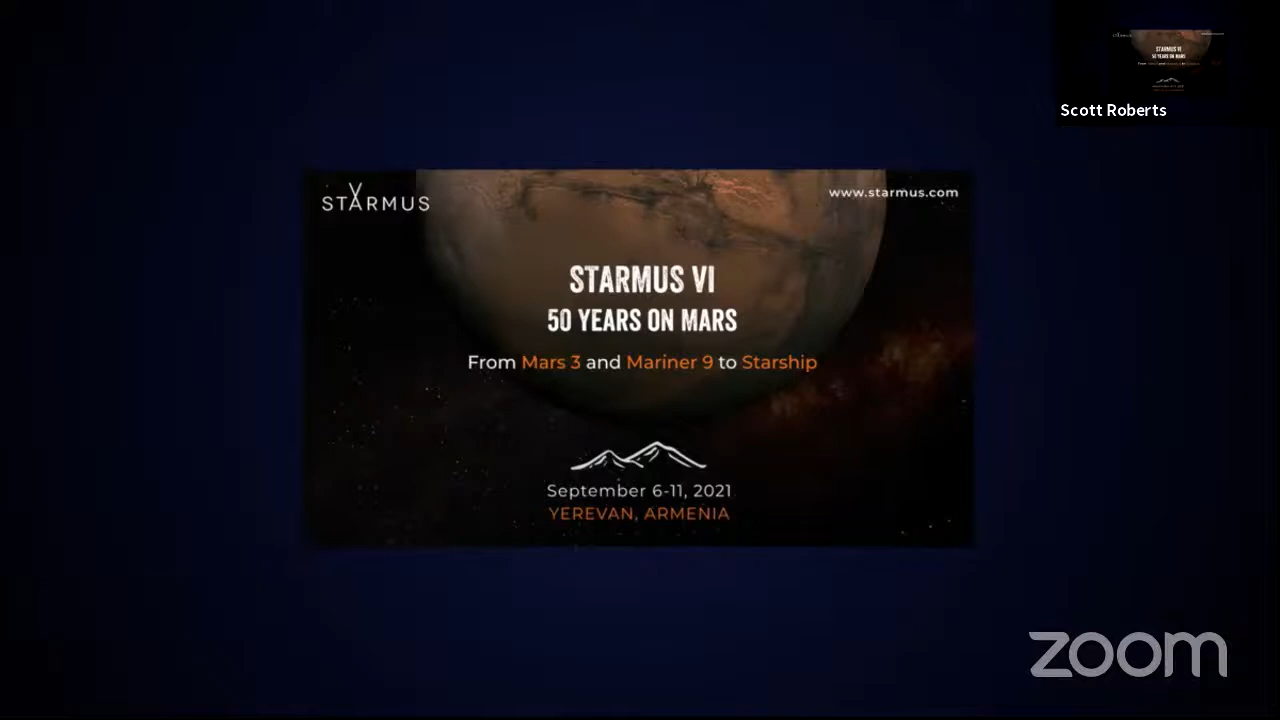 Scott Roberts
STARMUS
www.starmus.com
STARMUS VI
50 YEARS ON MARS
From Mars 3 and Mariner 9 to Starship
September 6-11, 2021
YEREVAN, ARMENIA
zoom